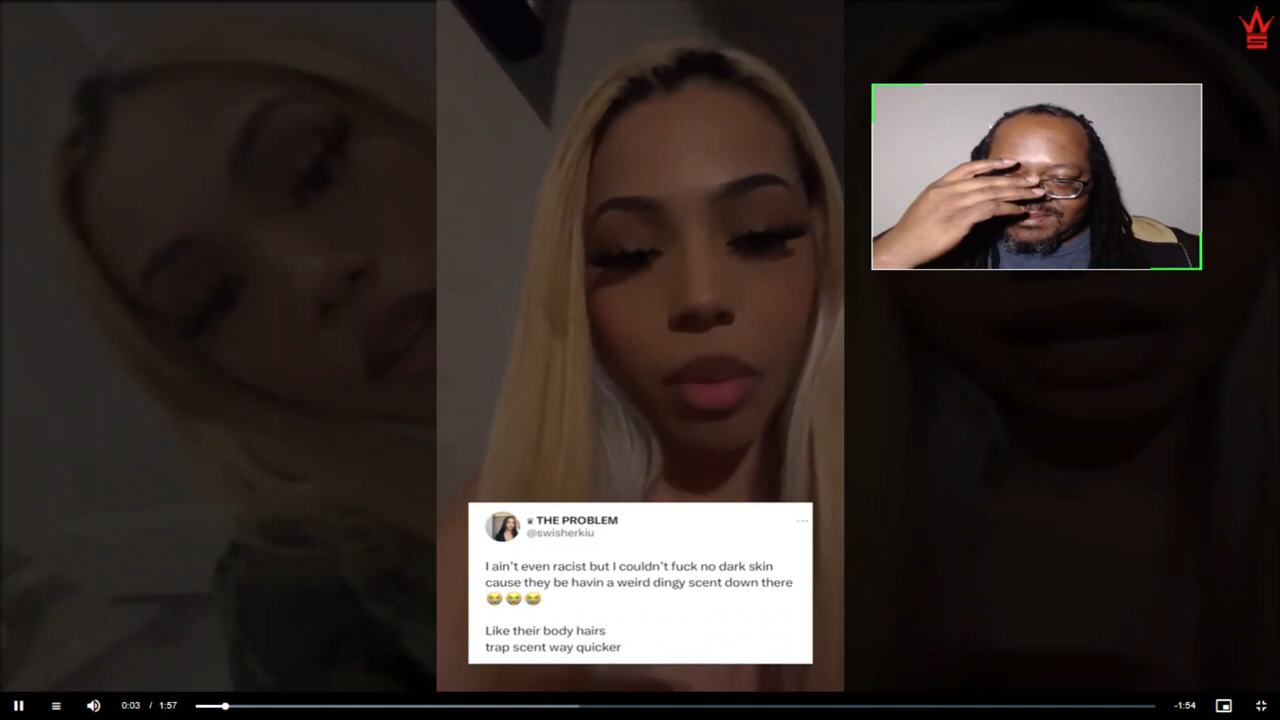 WS
♛ THE PROBLEM
@swisherkiu
I ain't even racist but I couldn't fuck no dark skin
cause they be havin a weird dingy scent down there
😭 😭 😭
Like their body hairs
trap scent way quicker
0:03 / 1:57
-1:54